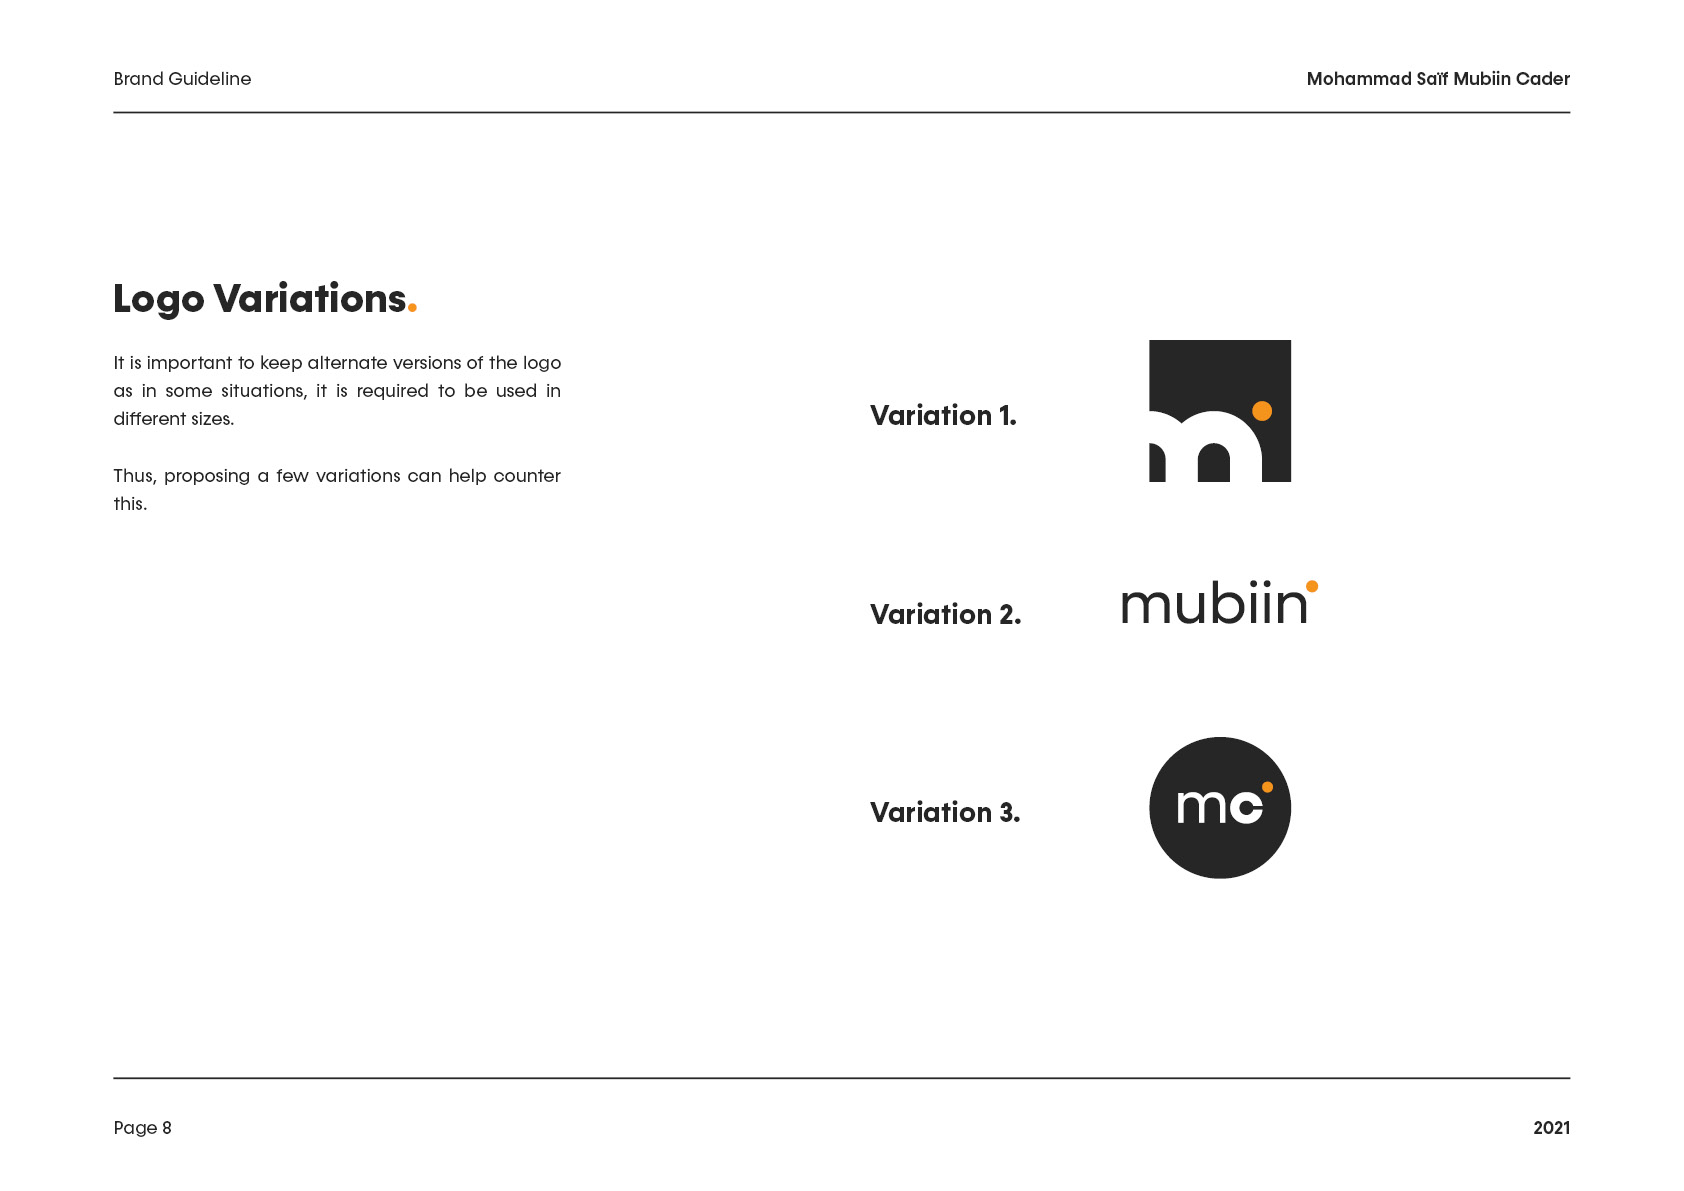 Brand Guideline
Mohammad Saïf Mubiin Cader
Logo Variations.
It is important to keep alternate versions of the logo
as in some situations, it is required to be used in
different sizes.
Thus, proposing a few variations can help counter
this.
Variation 1.
m
Variation 2.
mubiin
Variation 3.
mc
Page 8
2021